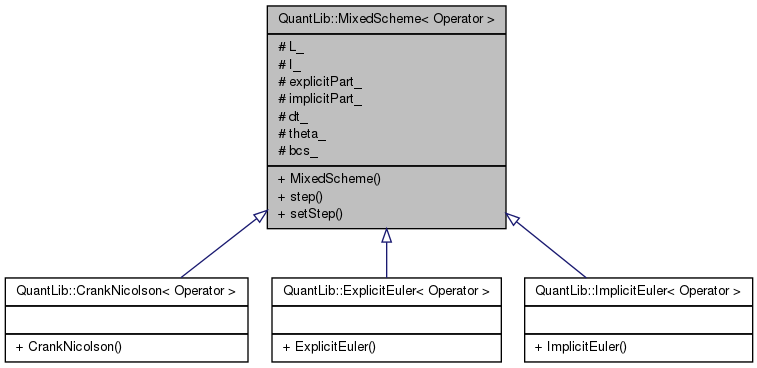 QuantLib::MixedScheme< Operator >
# L_
# I_
# explicitPart_
# implicitPart_
# dt_
# theta_
# bcs_
+ MixedScheme()
+ step()
+ setStep()
QuantLib::CrankNicolson< Operator >
+ CrankNicolson()
QuantLib::ExplicitEuler< Operator >
+ ExplicitEuler()
QuantLib::ImplicitEuler< Operator >
+ ImplicitEuler()